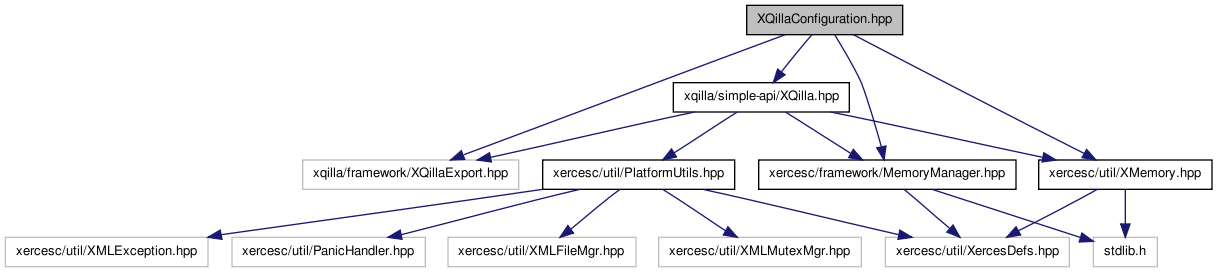 XQillaConfiguration.hpp
xqilla/simple-api/XQilla.hpp
xqilla/framework/XQillaExport.hpp
xercesc/util/PlatformUtils.hpp
xercesc/framework/MemoryManager.hpp
xercesc/util/XMemory.hpp
xercesc/util/XMLException.hpp
xercesc/util/PanicHandler.hpp
xercesc/util/XMLFileMgr.hpp
xercesc/util/XMLMutexMgr.hpp
xercesc/util/XercesDefs.hpp
stdlib.h